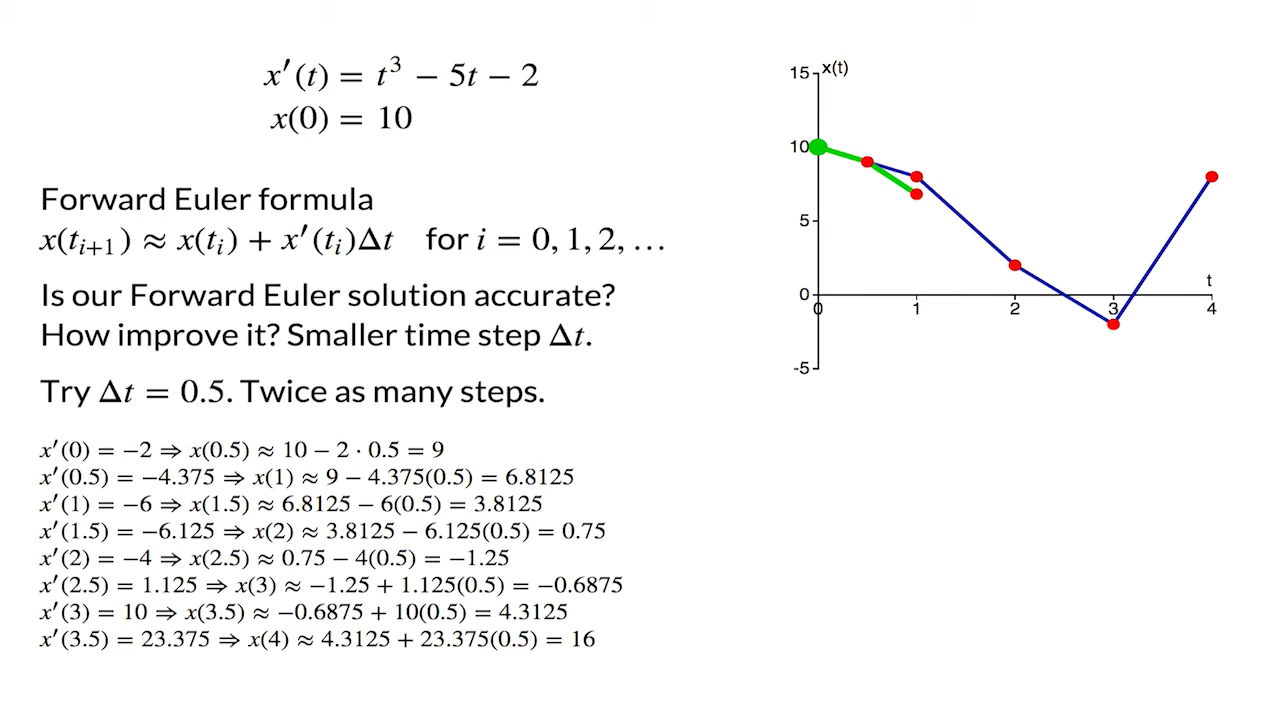 x′(t) = t³ − 5t − 2
x(0) = 10
Forward Euler formula
x(tᵢ₊₁) ≈ x(tᵢ) + x′(tᵢ)Δt for i = 0, 1, 2, …
Is our Forward Euler solution accurate?
How improve it? Smaller time step Δt.
Try Δt = 0.5. Twice as many steps.
x′(0) = −2 ⇒ x(0.5) ≈ 10 − 2 · 0.5 = 9
x′(0.5) = −4.375 ⇒ x(1) ≈ 9 − 4.375(0.5) = 6.8125
x′(1) = −6 ⇒ x(1.5) ≈ 6.8125 − 6(0.5) = 3.8125
x′(1.5) = −6.125 ⇒ x(2) ≈ 3.8125 − 6.125(0.5) = 0.75
x′(2) = −4 ⇒ x(2.5) ≈ 0.75 − 4(0.5) = −1.25
x′(2.5) = 1.125 ⇒ x(3) ≈ −1.25 + 1.125(0.5) = −0.6875
x′(3) = 10 ⇒ x(3.5) ≈ −0.6875 + 10(0.5) = 4.3125
x′(3.5) = 23.375 ⇒ x(4) ≈ 4.3125 + 23.375(0.5) = 16
15 x(t)
10
5
t
0
0 1 2 3 4
-5